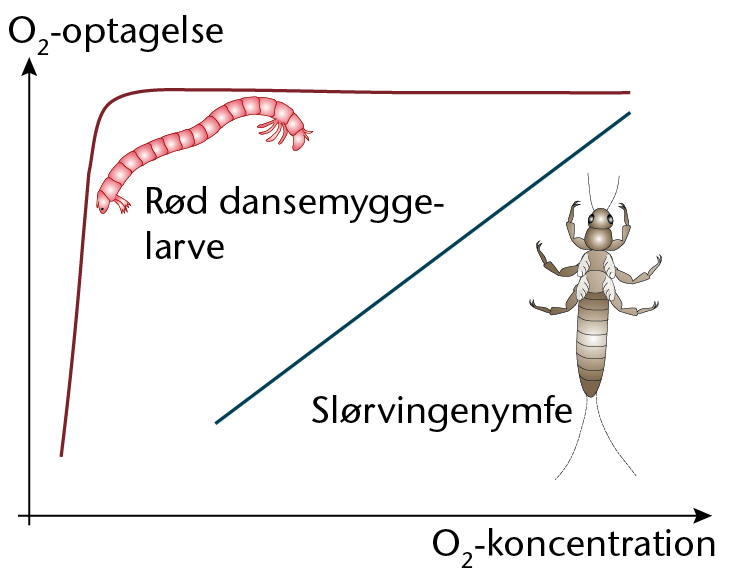 O₂-optagelse
Rød dansemygge-
larve
Slørvingenymfe
O₂-koncentration